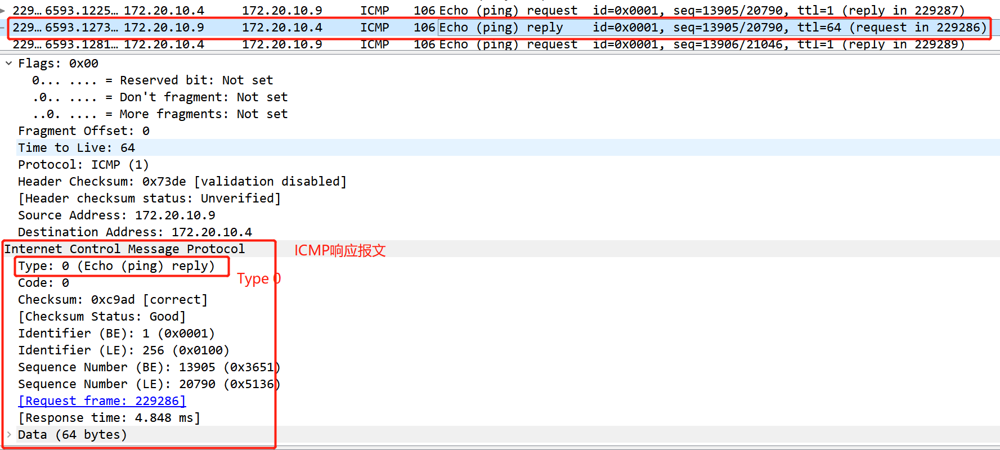 229… 6593.1225… 172.20.10.4 172.20.10.9 ICMP 106 Echo (ping) request id=0x0001, seq=13905/20790, ttl=1 (reply in 229287)
229… 6593.1273… 172.20.10.9 172.20.10.4 ICMP 106 Echo (ping) reply id=0x0001, seq=13905/20790, ttl=64 (request in 229286)
229… 6593.1281… 172.20.10.4 172.20.10.9 ICMP 106 Echo (ping) request id=0x0001, seq=13906/21046, ttl=1 (reply in 229289)
Flags: 0x00
0... .... = Reserved bit: Not set
.0.. .... = Don't fragment: Not set
..0. .... = More fragments: Not set
Fragment Offset: 0
Time to Live: 64
Protocol: ICMP (1)
Header Checksum: 0x73de [validation disabled]
[Header checksum status: Unverified]
Source Address: 172.20.10.9
Destination Address: 172.20.10.4
Internet Control Message Protocol ICMP响应报文
Type: 0 (Echo (ping) reply)
Type 0
Code: 0
Checksum: 0xc9ad [correct]
[Checksum Status: Good]
Identifier (BE): 1 (0x0001)
Identifier (LE): 256 (0x0100)
Sequence Number (BE): 13905 (0x3651)
Sequence Number (LE): 20790 (0x5136)
[Request frame: 229286]
[Response time: 4.848 ms]
Data (64 bytes)